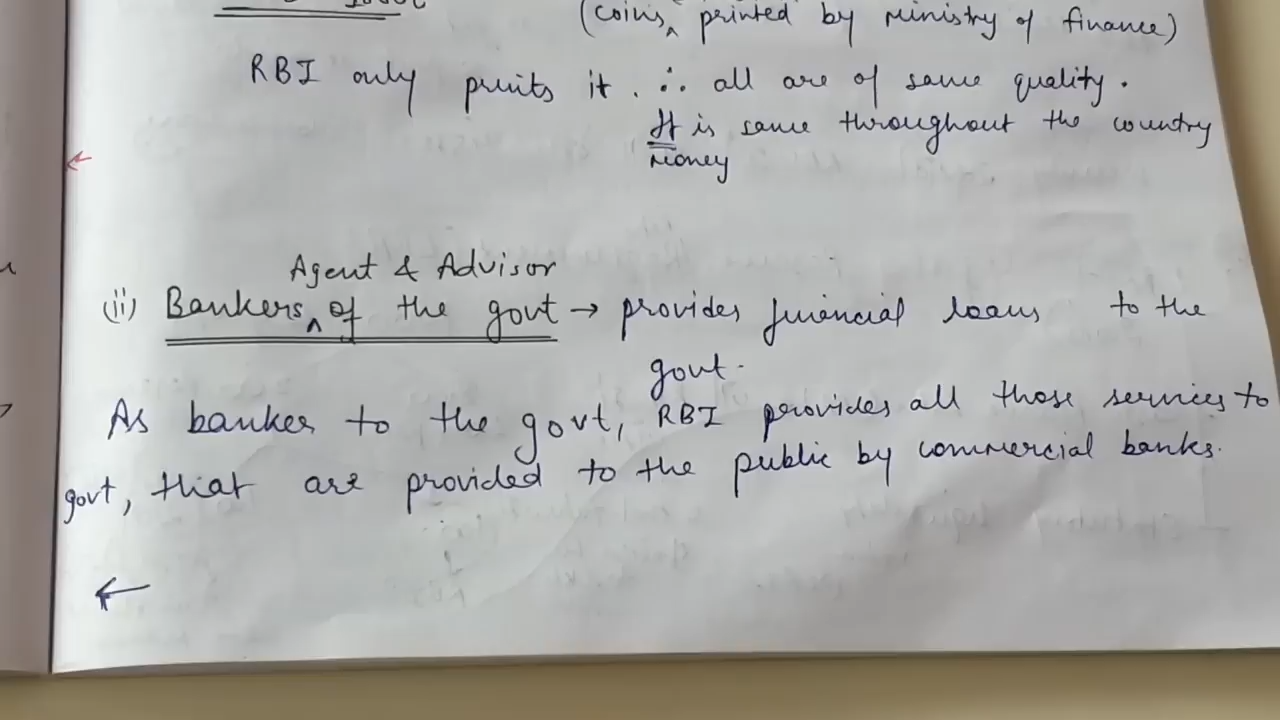 (coins ^ printed by ministry of finance)
RBI only prints it . ∴ all are of same quality.
It is same throughout the country
money
Agent & Advisor
(ii) Bankers ^ of the govt → provides financial loans to the
govt.
As banker to the govt, RBI provides all those services to
govt, that are provided to the public by commercial banks.
←